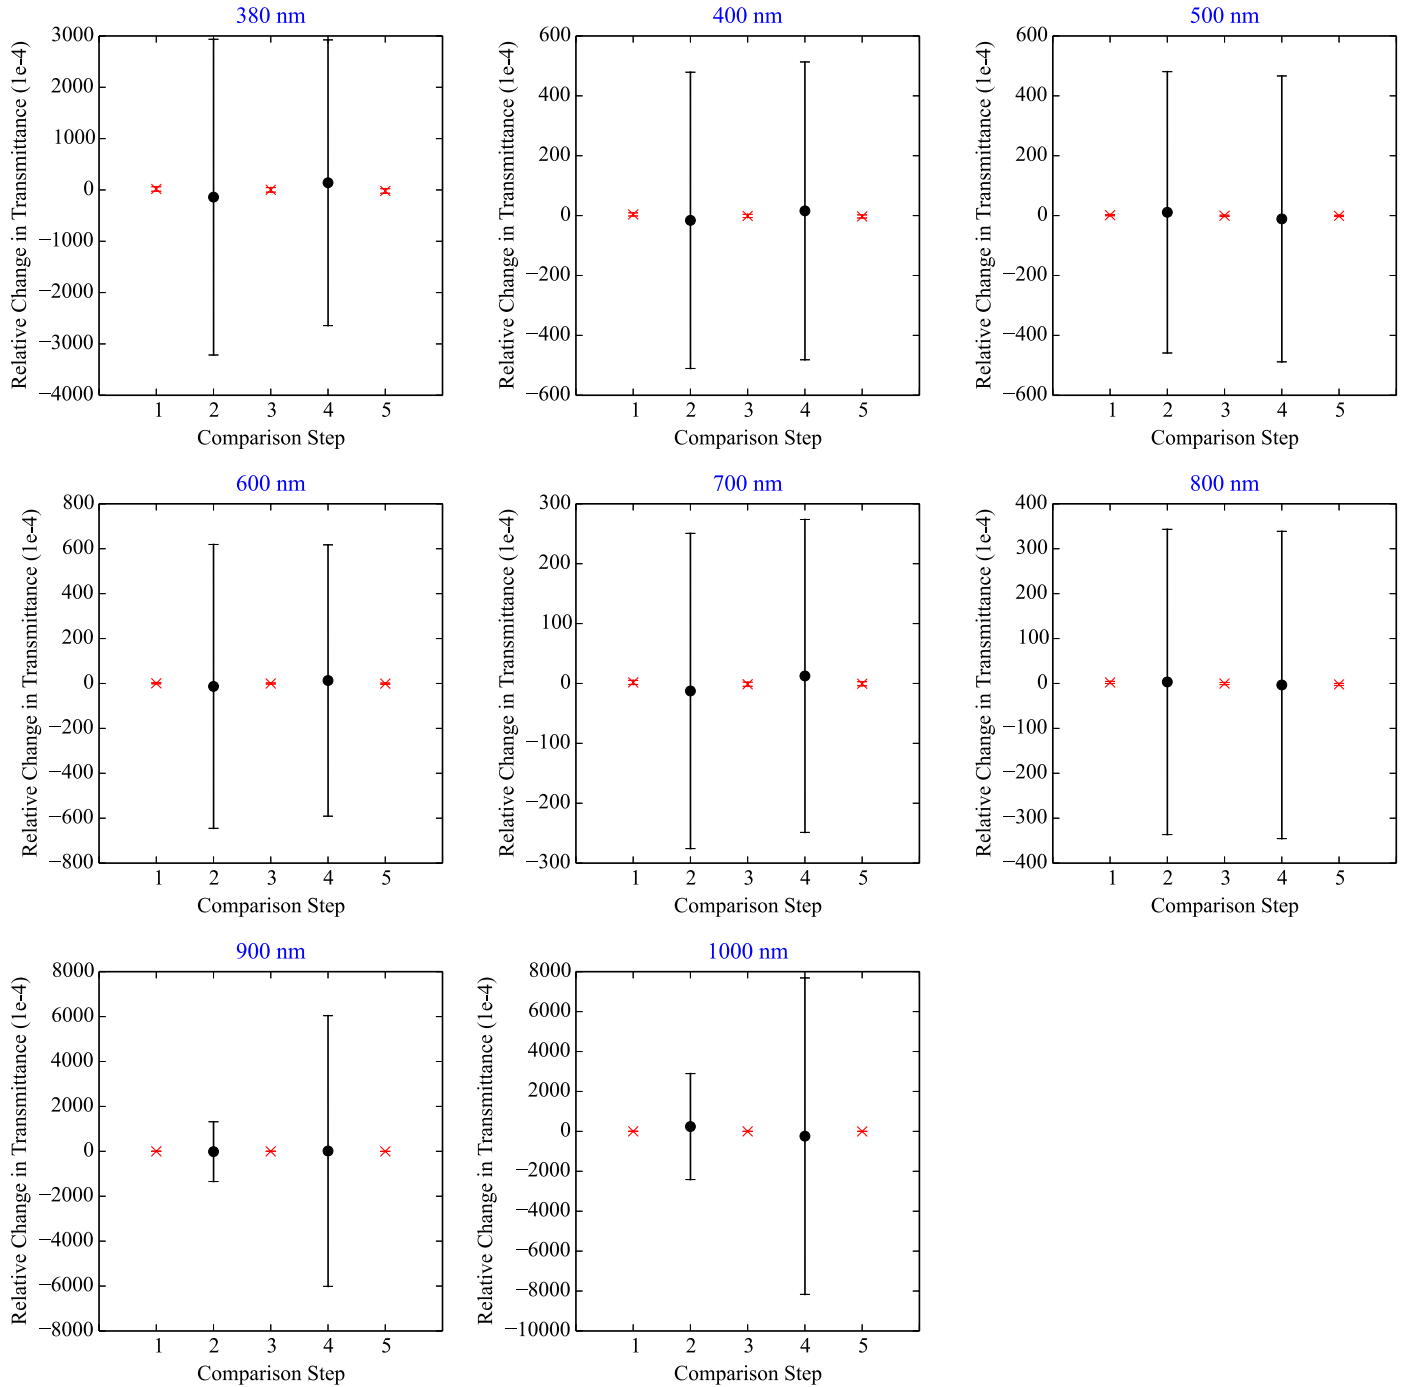 380 nm
Relative Change in Transmittance (1e-4)
3000
2000
1000
0
−1000
−2000
−3000
−4000
1 2 3 4 5
Comparison Step
400 nm
Relative Change in Transmittance (1e-4)
600
400
200
0
−200
−400
−600
1 2 3 4 5
Comparison Step
500 nm
Relative Change in Transmittance (1e-4)
600
400
200
0
−200
−400
−600
1 2 3 4 5
Comparison Step
600 nm
Relative Change in Transmittance (1e-4)
800
600
400
200
0
−200
−400
−600
−800
1 2 3 4 5
Comparison Step
700 nm
Relative Change in Transmittance (1e-4)
300
200
100
0
−100
−200
−300
1 2 3 4 5
Comparison Step
800 nm
Relative Change in Transmittance (1e-4)
400
300
200
100
0
−100
−200
−300
−400
1 2 3 4 5
Comparison Step
900 nm
Relative Change in Transmittance (1e-4)
8000
6000
4000
2000
0
−2000
−4000
−6000
−8000
1 2 3 4 5
Comparison Step
1000 nm
Relative Change in Transmittance (1e-4)
8000
6000
4000
2000
0
−2000
−4000
−6000
−8000
−10000
1 2 3 4 5
Comparison Step